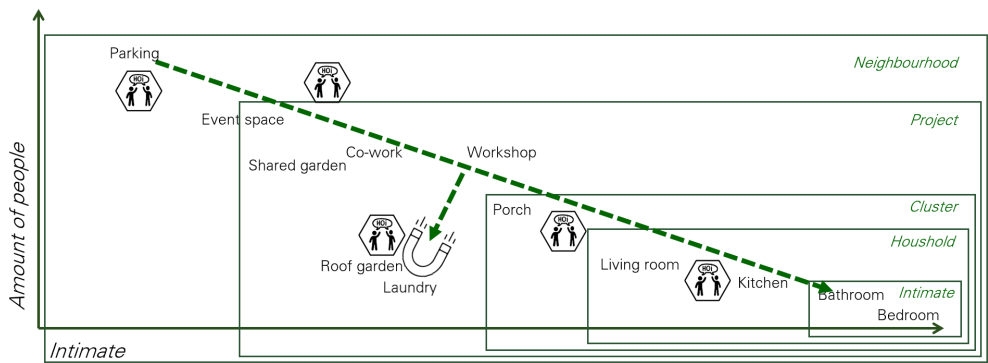 Parking
HOi
HOi
Neighbourhood
Event space
Project
Co-work
Workshop
Shared garden
Amount of people
Porch
Cluster
HOi
HOi
Houshold
Roof garden
Living room
HOi
Laundry
Kitchen
Bathroom
Intimate
Bedroom
Intimate